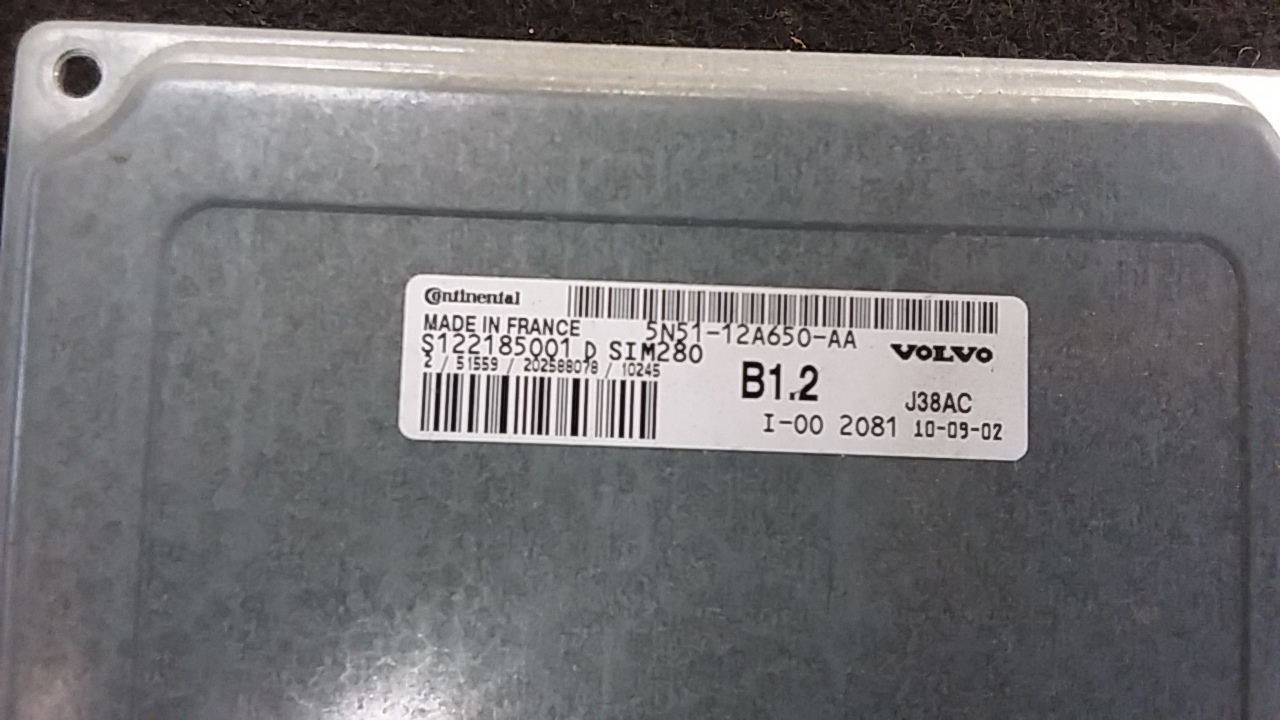 Continental
MADE IN FRANCE
5N51-12A650-AA
S122185001 D SIM280
VOLVO
2 / 51559 / 202588078 / 10245
B1.2
J38AC
I-00 2081 10-09-02